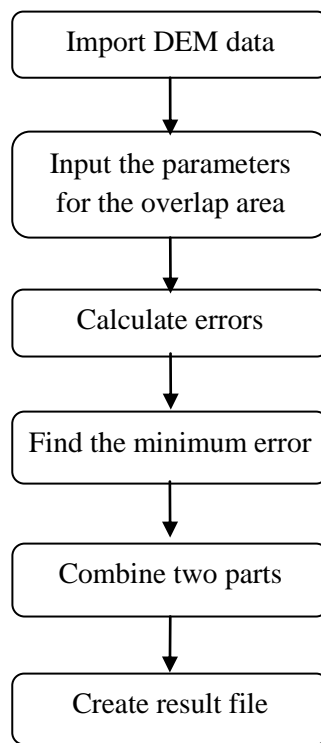 Import DEM data
Input the parameters
for the overlap area
Calculate errors
Find the minimum error
Combine two parts
Create result file